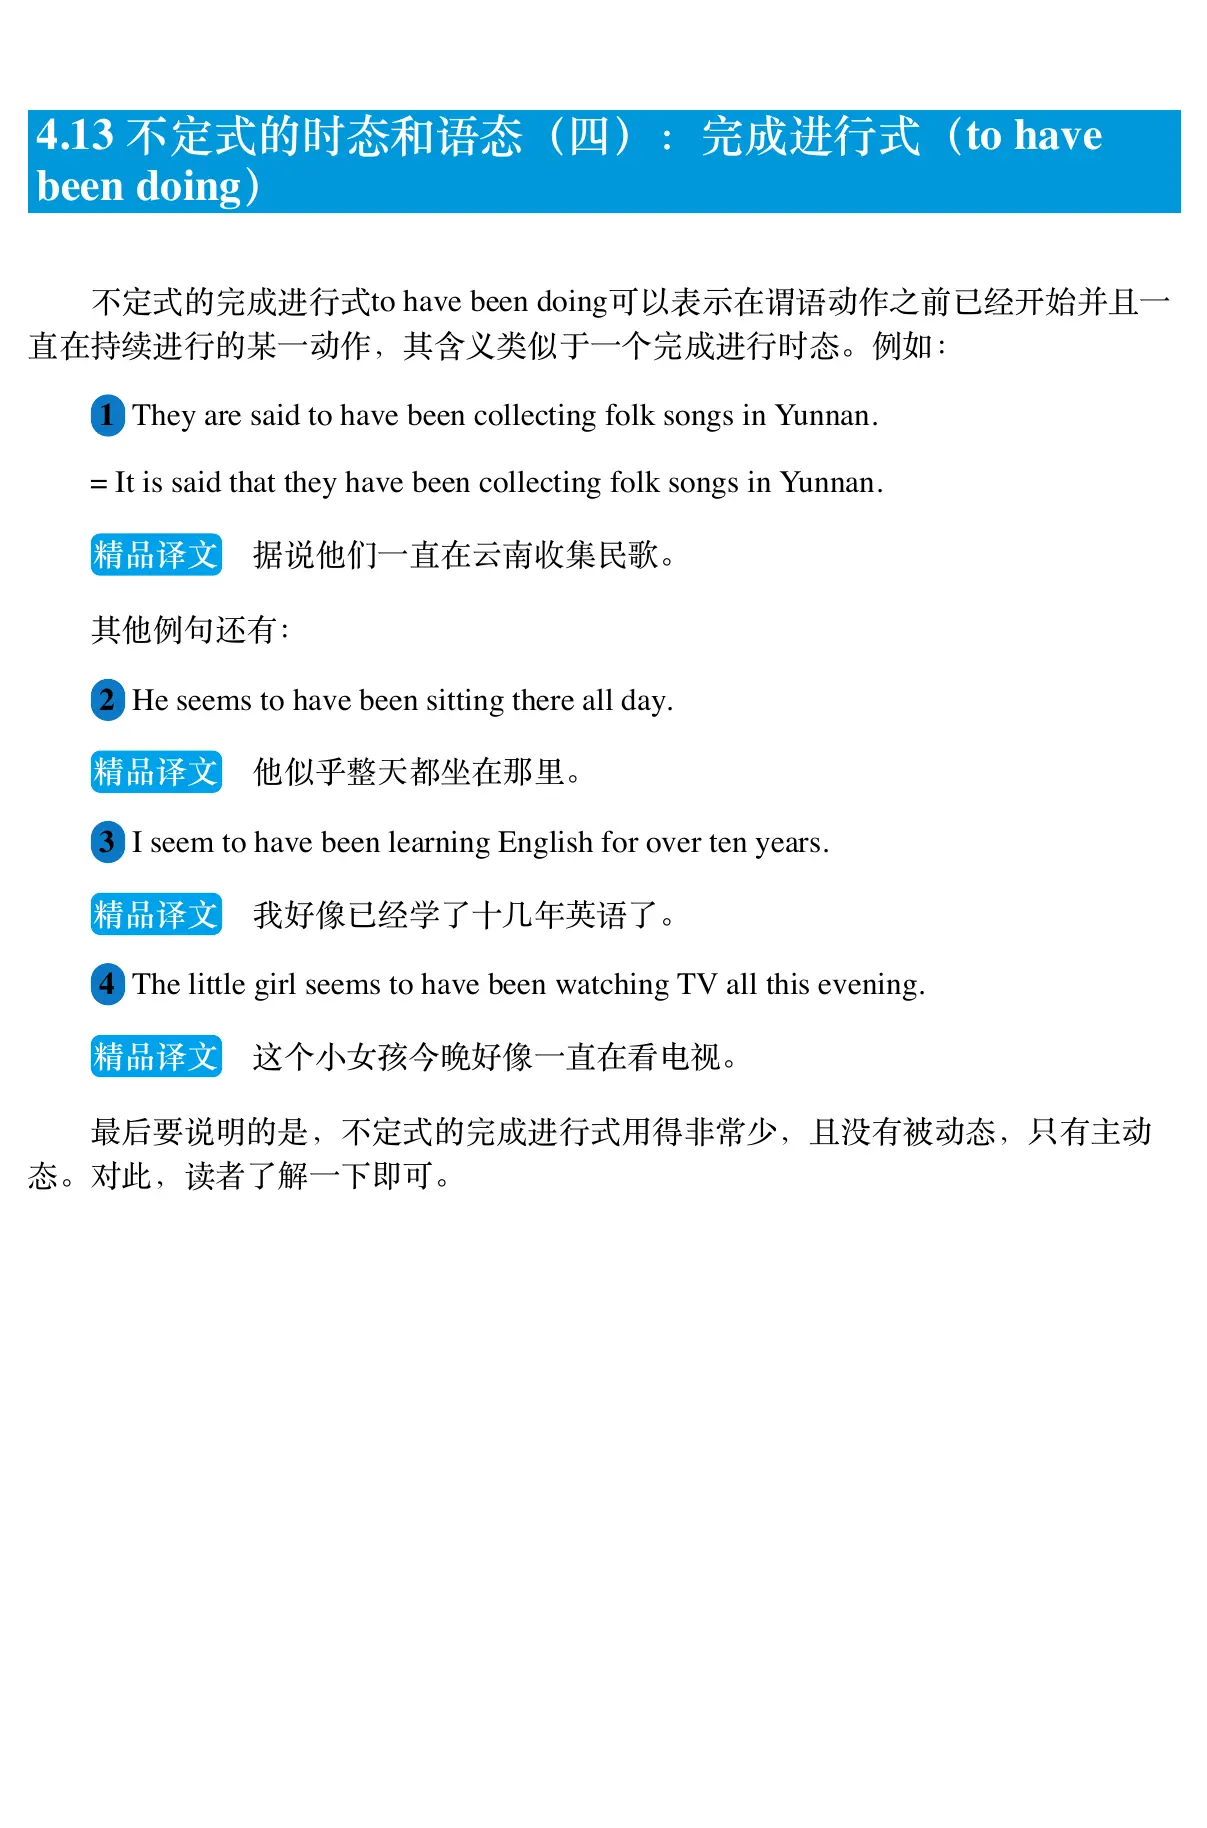 4.13 不定式的时态和语态（四）：完成进行式（to have
been doing）
不定式的完成进行式to have been doing可以表示在谓语动作之前已经开始并且一
直在持续进行的某一动作，其含义类似于一个完成进行时态。例如：
1 They are said to have been collecting folk songs in Yunnan.
= It is said that they have been collecting folk songs in Yunnan.
精品译文 据说他们一直在云南收集民歌。
其他例句还有：
2 He seems to have been sitting there all day.
精品译文 他似乎整天都坐在那里。
3 I seem to have been learning English for over ten years.
精品译文 我好像已经学了十几年英语了。
4 The little girl seems to have been watching TV all this evening.
精品译文 这个小女孩今晚好像一直在看电视。
最后要说明的是，不定式的完成进行式用得非常少，且没有被动态，只有主动
态。对此，读者了解一下即可。